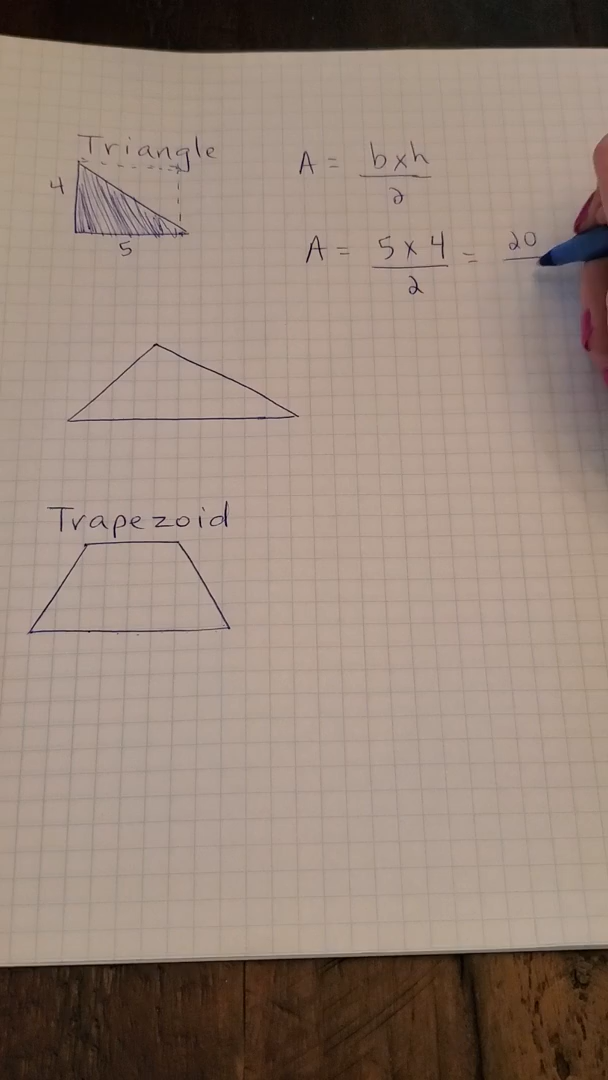 Triangle
4
5
A = b x h / 2
A = 5 x 4 / 2 = 20
Trapezoid